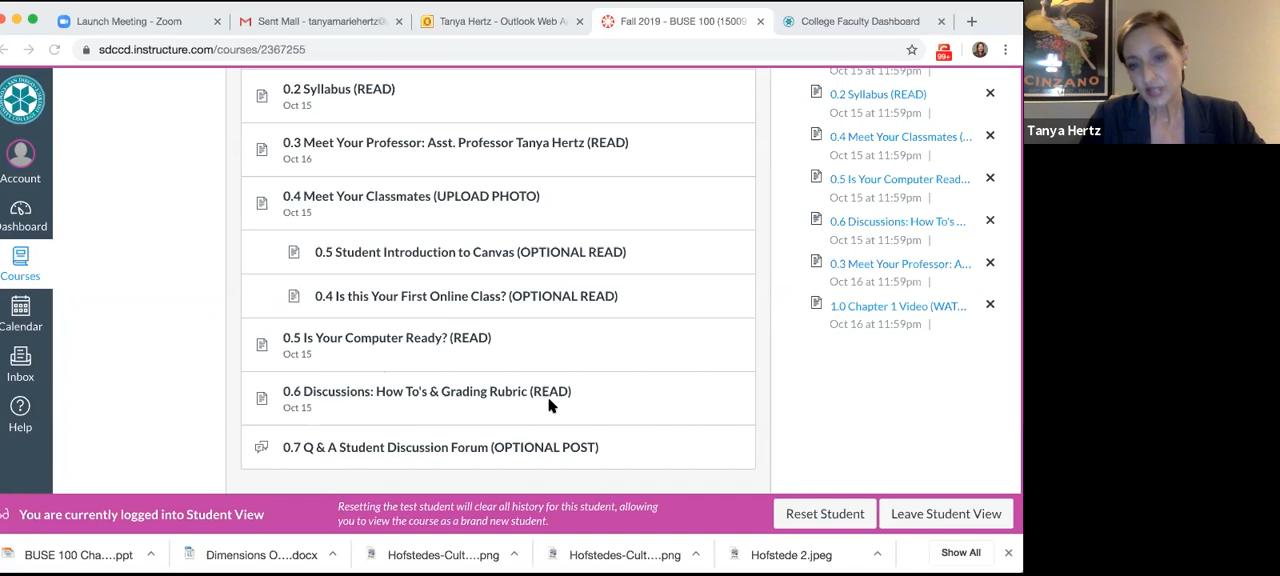 Launch Meeting - Zoom
Sent Mail - tanyamariehertz@
Tanya Hertz - Outlook Web A
Fall 2019 - BUSE 100 (15009
College Faculty Dashboard
sdccd.instructure.com/courses/2367255
99+
Account
Dashboard
Courses
Calendar
Inbox
Help
0.2 Syllabus (READ)
Oct 15
0.3 Meet Your Professor: Asst. Professor Tanya Hertz (READ)
Oct 16
0.4 Meet Your Classmates (UPLOAD PHOTO)
Oct 15
0.5 Student Introduction to Canvas (OPTIONAL READ)
0.4 Is this Your First Online Class? (OPTIONAL READ)
0.5 Is Your Computer Ready? (READ)
Oct 15
0.6 Discussions: How To's & Grading Rubric (READ)
Oct 15
0.7 Q & A Student Discussion Forum (OPTIONAL POST)
Oct 15 at 11:59pm |
0.2 Syllabus (READ)
Oct 15 at 11:59pm |
0.4 Meet Your Classmates (...
Oct 15 at 11:59pm |
0.5 Is Your Computer Read...
Oct 15 at 11:59pm |
0.6 Discussions: How To's ...
Oct 15 at 11:59pm |
0.3 Meet Your Professor: A...
Oct 16 at 11:59pm |
1.0 Chapter 1 Video (WAT...
Oct 16 at 11:59pm |
CINZANO
Tanya Hertz
You are currently logged into Student View
Resetting the test student will clear all history for this student, allowing
you to view the course as a brand new student.
Reset Student
Leave Student View
BUSE 100 Cha....ppt
Dimensions O....docx
Hofstedes-Cult....png
Hofstedes-Cult....png
Hofstede 2.jpeg
Show All